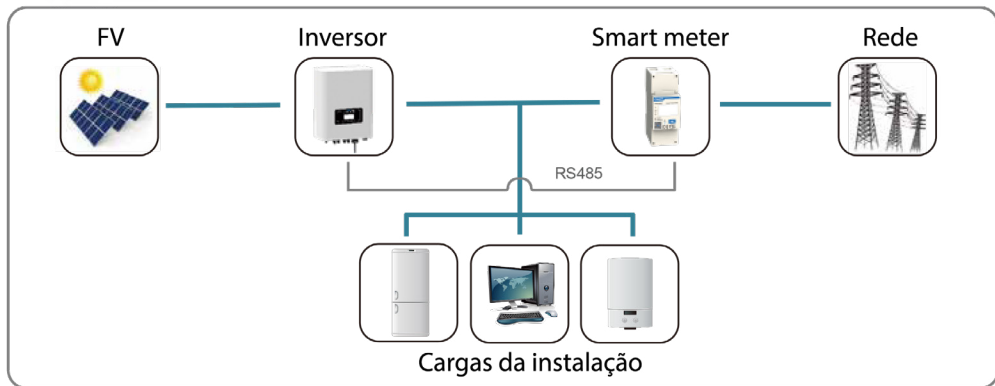 FV
Inversor
Smart meter
Rede
RS485
Cargas da instalação